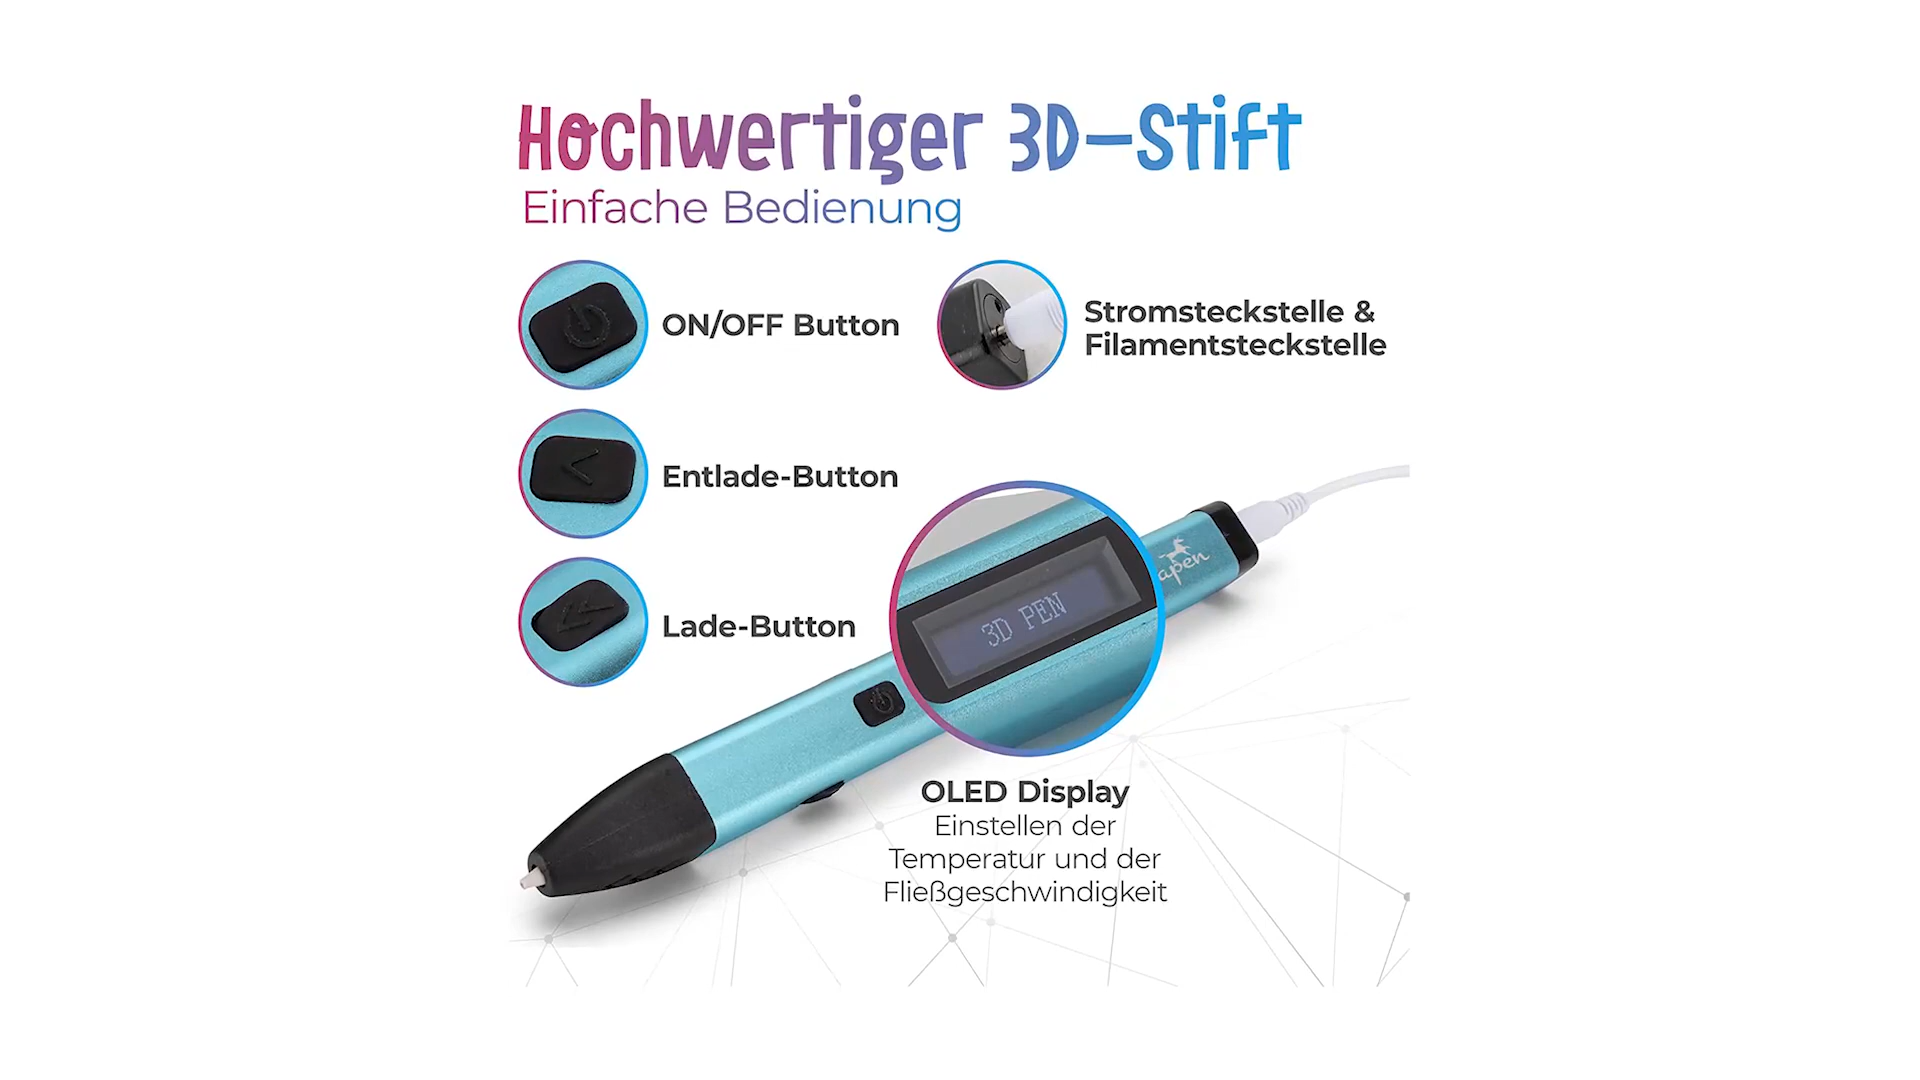 Hochwertiger 3D-Stift
Einfache Bedienung
ON/OFF Button
Stromsteckstelle &
Filamentsteckstelle
Entlade-Button
Lade-Button
3D PEN
OLED Display
Einstellen der
Temperatur und der
Fließgeschwindigkeit